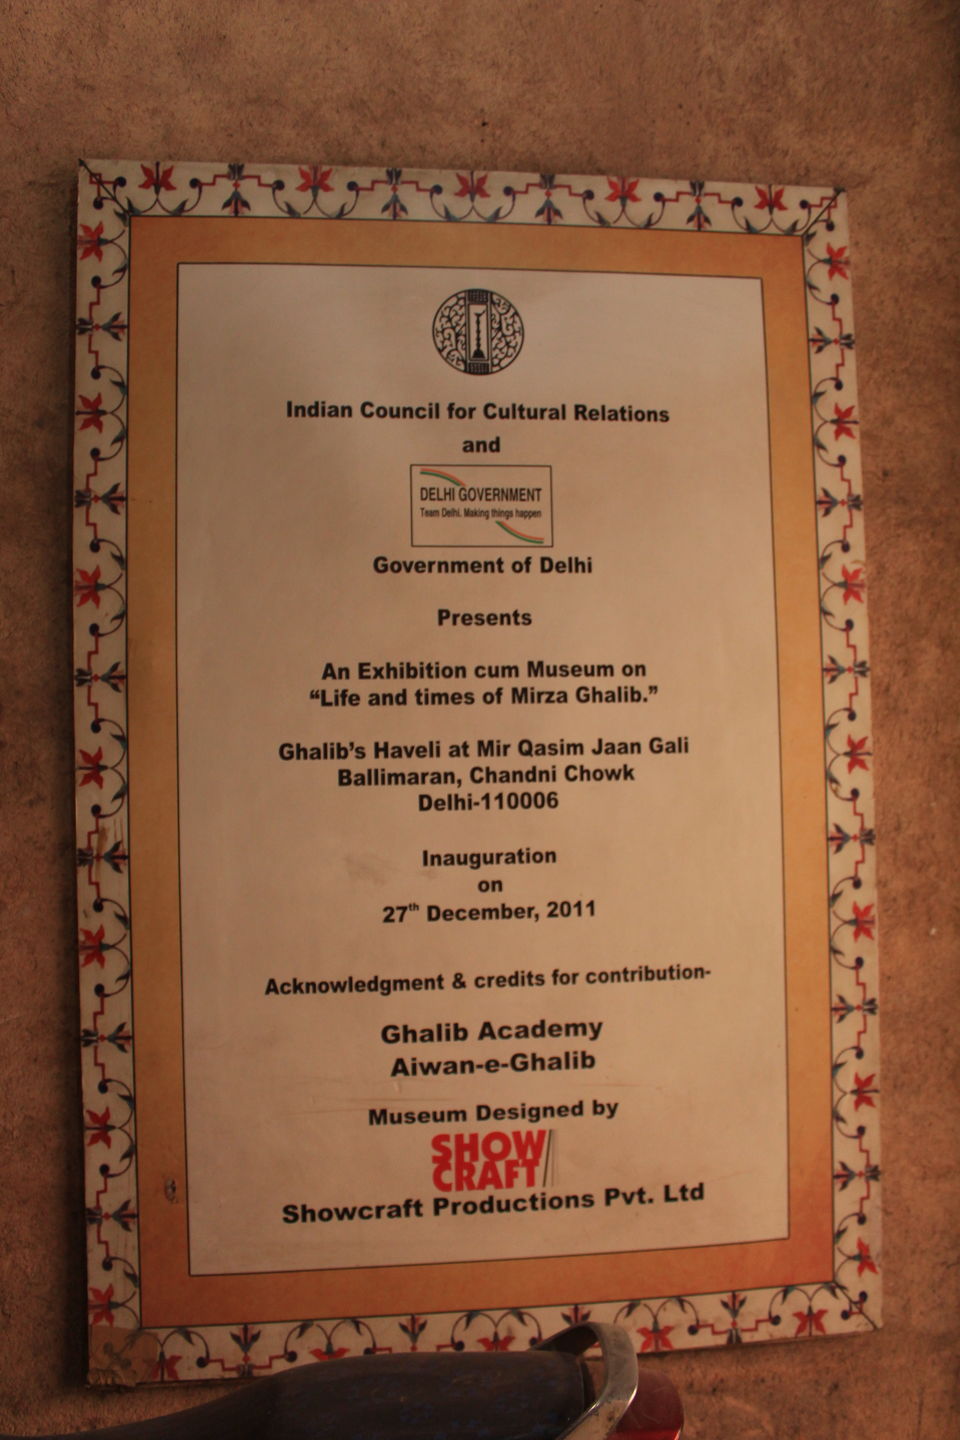 Indian Council for Cultural Relations
and
DELHI GOVERNMENT
Team Delhi. Making things happen
Government of Delhi
Presents
An Exhibition cum Museum on
“Life and times of Mirza Ghalib.”
Ghalib’s Haveli at Mir Qasim Jaan Gali
Ballimaran, Chandni Chowk
Delhi-110006
Inauguration
on
27th December, 2011
Acknowledgment & credits for contribution-
Ghalib Academy
Aiwan-e-Ghalib
Museum Designed by
SHOW
CRAFT
Showcraft Productions Pvt. Ltd